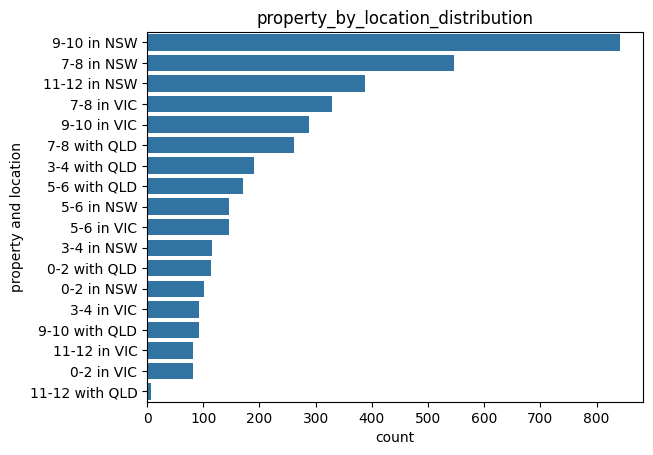 property_by_location_distribution
property and location
9-10 in NSW
7-8 in NSW
11-12 in NSW
7-8 in VIC
9-10 in VIC
7-8 with QLD
3-4 with QLD
5-6 with QLD
5-6 in NSW
5-6 in VIC
3-4 in NSW
0-2 with QLD
0-2 in NSW
3-4 in VIC
9-10 with QLD
11-12 in VIC
0-2 in VIC
11-12 with QLD
0 100 200 300 400 500 600 700 800
count